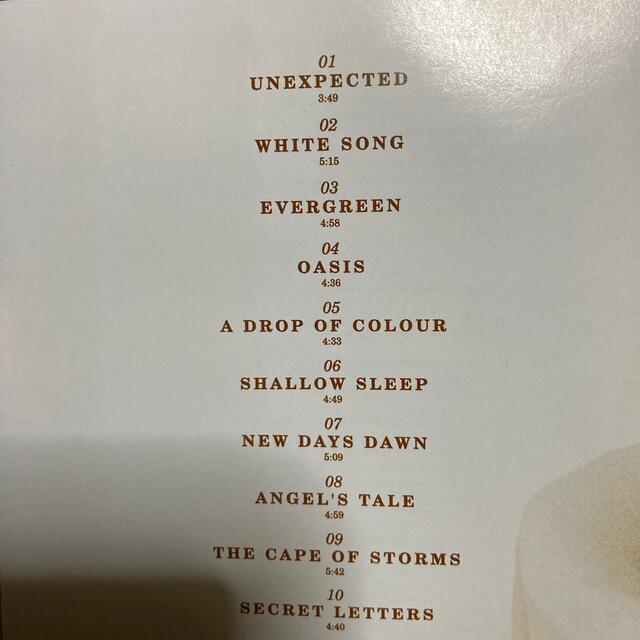 01
UNEXPECTED
3:49
02
WHITE SONG
5:15
03
EVERGREEN
4:58
04
OASIS
4:36
05
A DROP OF COLOUR
4:33
06
SHALLOW SLEEP
4:49
07
NEW DAYS DAWN
5:09
08
ANGEL'S TALE
4:59
09
THE CAPE OF STORMS
5:42
10
SECRET LETTERS
4:40